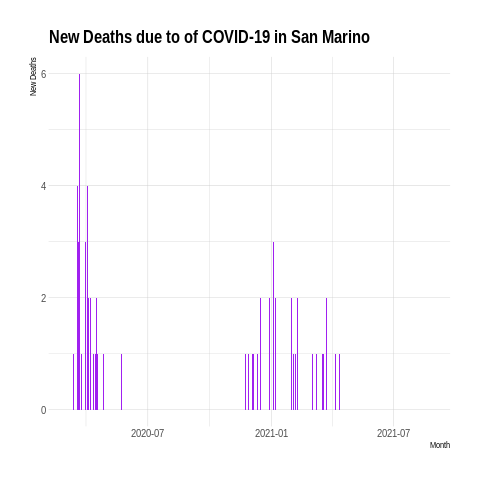 New Deaths due to of COVID-19 in San Marino
New Deaths
6
4
2
0
2020-07 2021-01 2021-07
Month